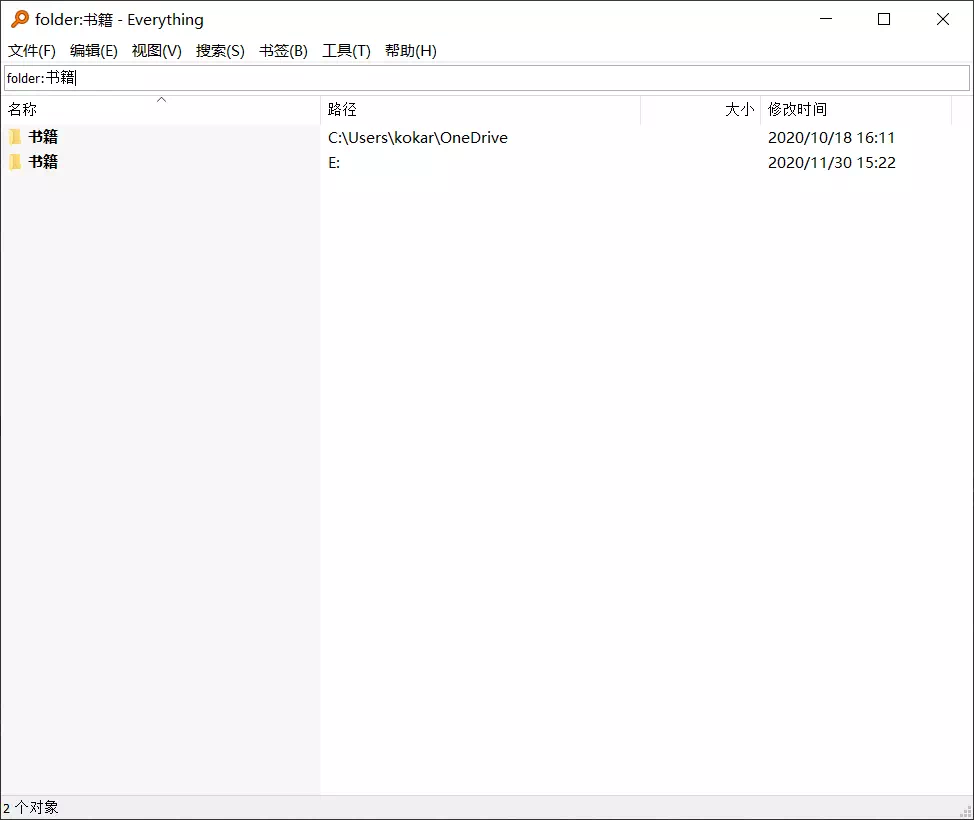 folder:书籍 - Everything
文件(F) 编辑(E) 视图(V) 搜索(S) 书签(B) 工具(T) 帮助(H)
folder:书籍
名称 路径 大小 修改时间
书籍 C:\Users\kokar\OneDrive 2020/10/18 16:11
书籍 E: 2020/11/30 15:22
2 个对象